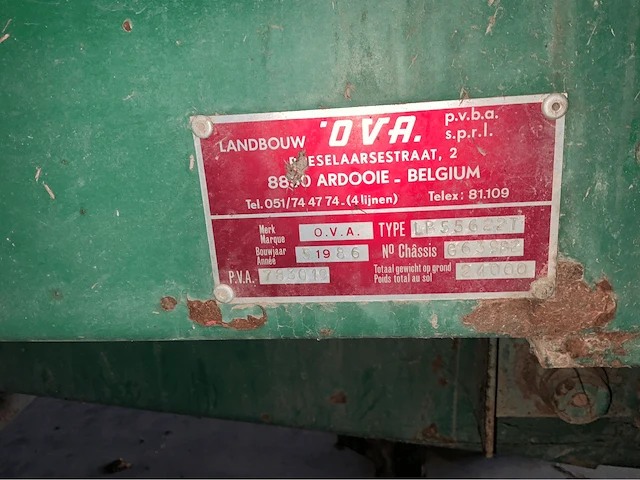 LANDBOUW 'OVA. p.v.b.a. s.p.r.l.
STRAAT, 2
ARDOOIE - BELGIUM
Tel. 051/74 47 74 - (4 lijnen) Telex: 81.109
Merk Marque O.V.A. TYPE
Bouwjaar Année 1986 Nº Châssis
P.V.A. Totaal gewicht op grond Poids total au sol 24000